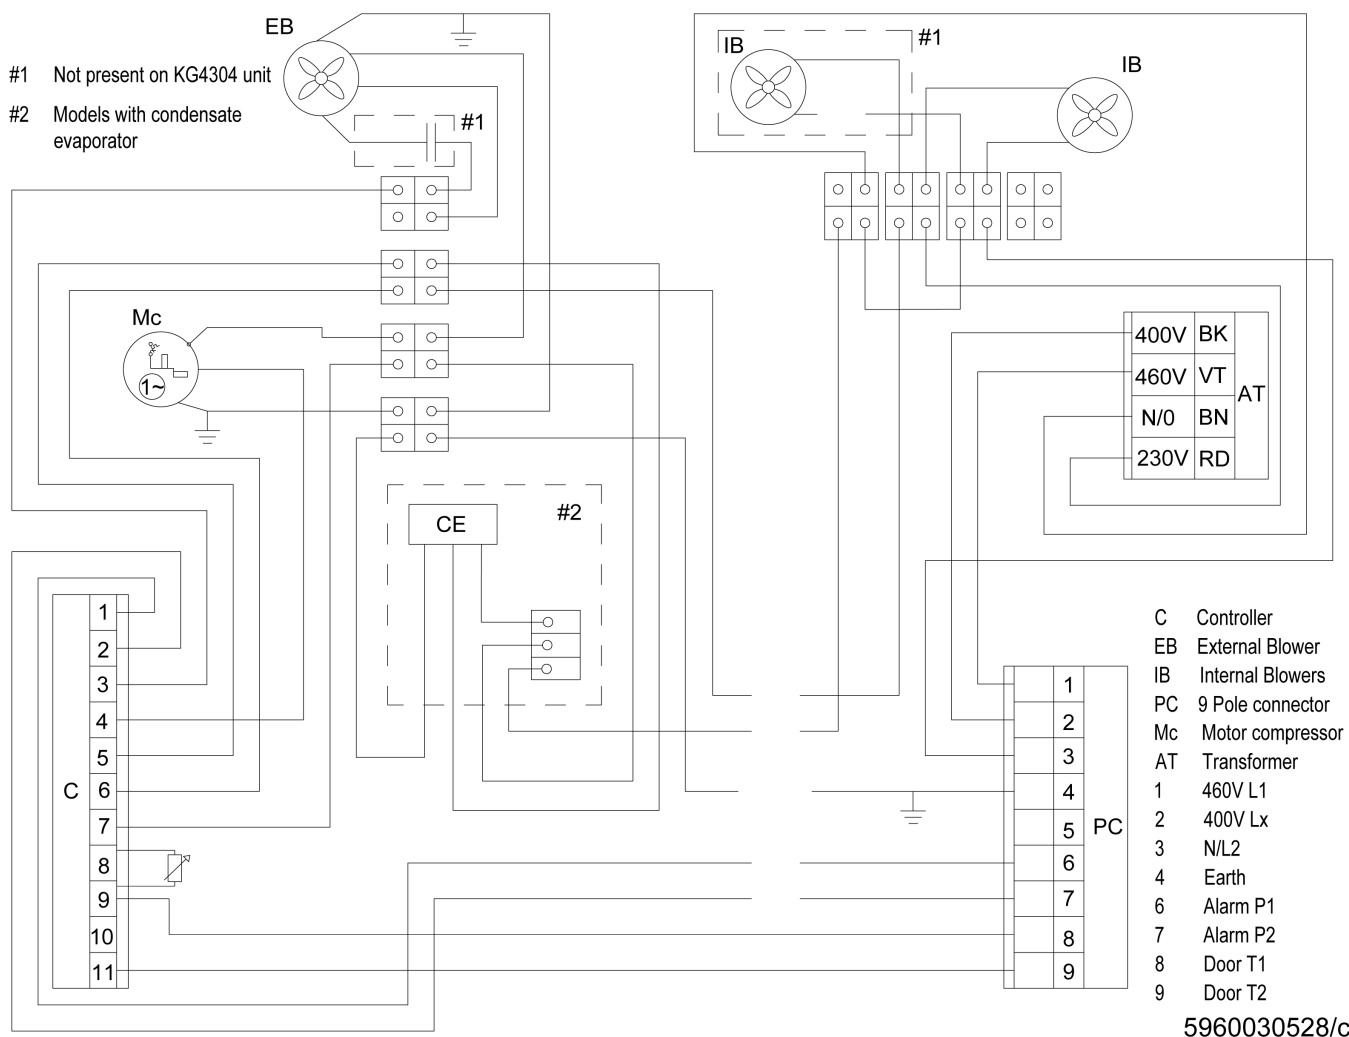 EB
#1 Not present on KG4304 unit
#2 Models with condensate
evaporator
#1
IB
#1
IB
Mc
1~
400V BK
460V VT
N/0 BN
230V RD
AT
CE
#2
C
1
2
3
4
5
6
7
8
9
10
11
1
2
3
4
5
6
7
8
9
PC
C Controller
EB External Blower
IB Internal Blowers
PC 9 Pole connector
Mc Motor compressor
AT Transformer
1 460V L1
2 400V Lx
3 N/L2
4 Earth
6 Alarm P1
7 Alarm P2
8 Door T1
9 Door T2
5960030528/c